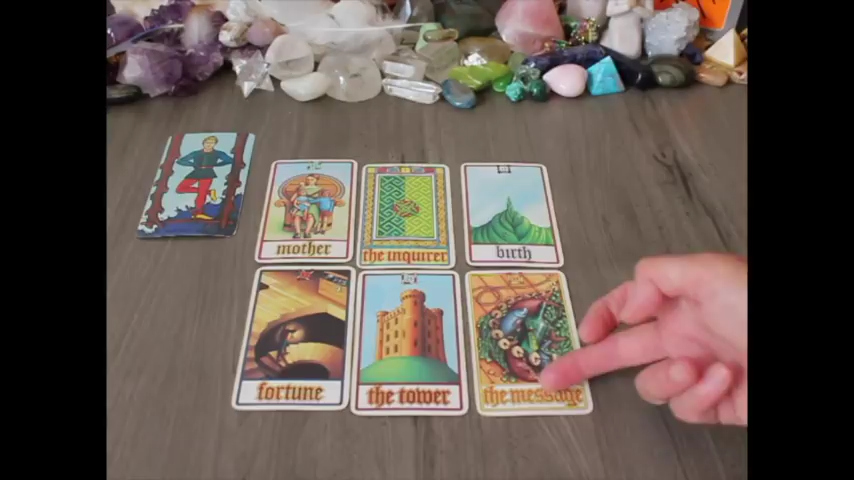 mother
the inquirer
birth
fortune
the tower
the message